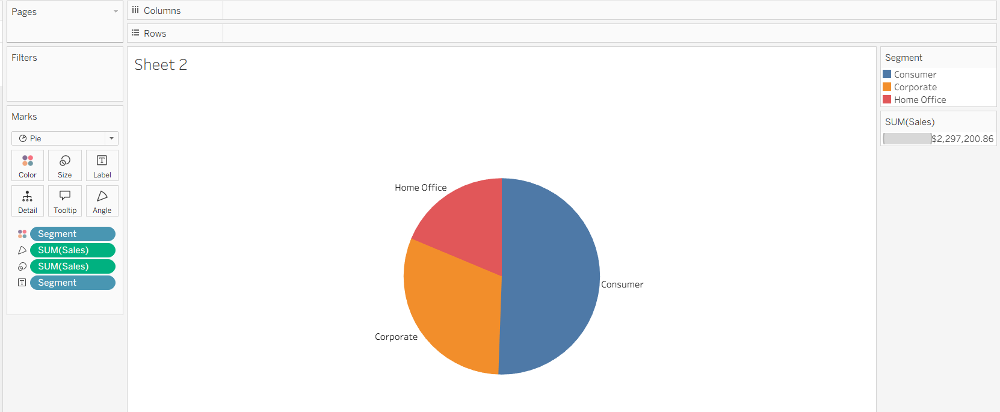 Pages
Columns
Rows
Filters
Marks
Pie
Color
Size
Label
Detail
Tooltip
Angle
Segment
SUM(Sales)
SUM(Sales)
Segment
Sheet 2
Home Office
Consumer
Corporate
Segment
Consumer
Corporate
Home Office
SUM(Sales)
$2,297,200.86